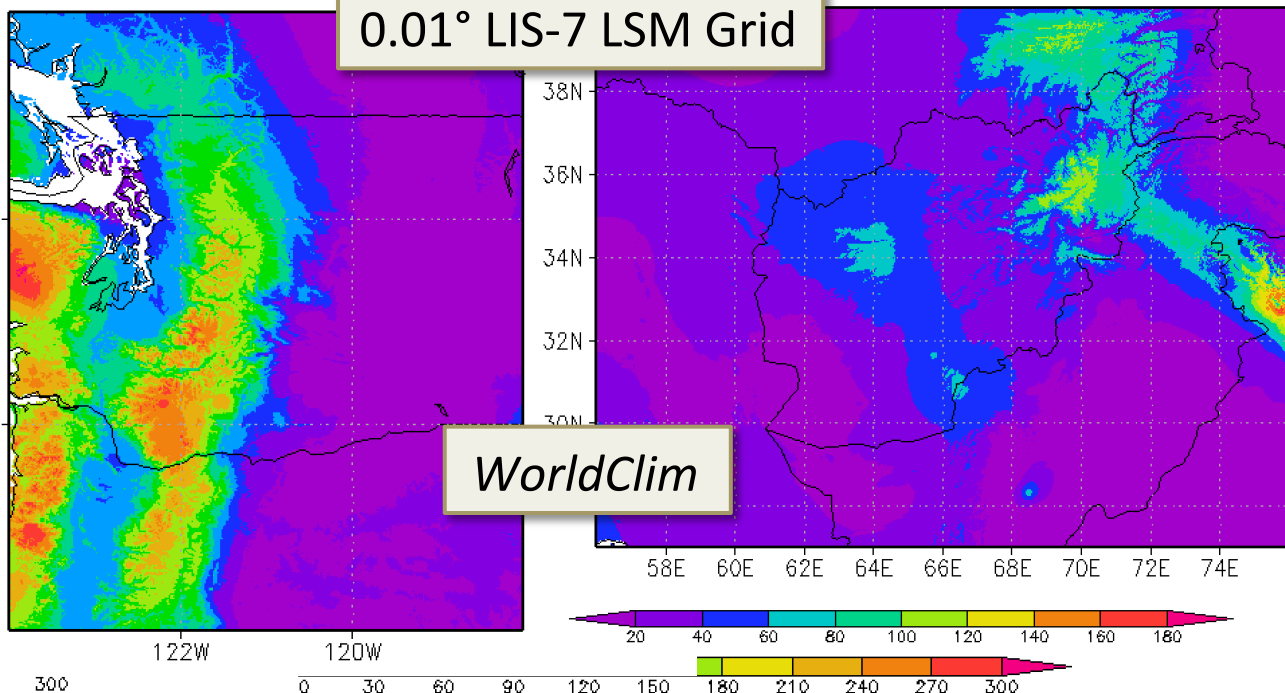 0.01° LIS-7 LSM Grid
38N
36N
34N
32N
30N
WorldClim
58E 60E 62E 64E 66E 68E 70E 72E 74E
122W 120W
20 40 60 80 100 120 140 160 180
300 0 30 60 90 120 150 180 210 240 270 300